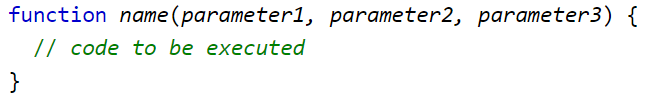 function name(parameter1, parameter2, parameter3) {
  // code to be executed
}